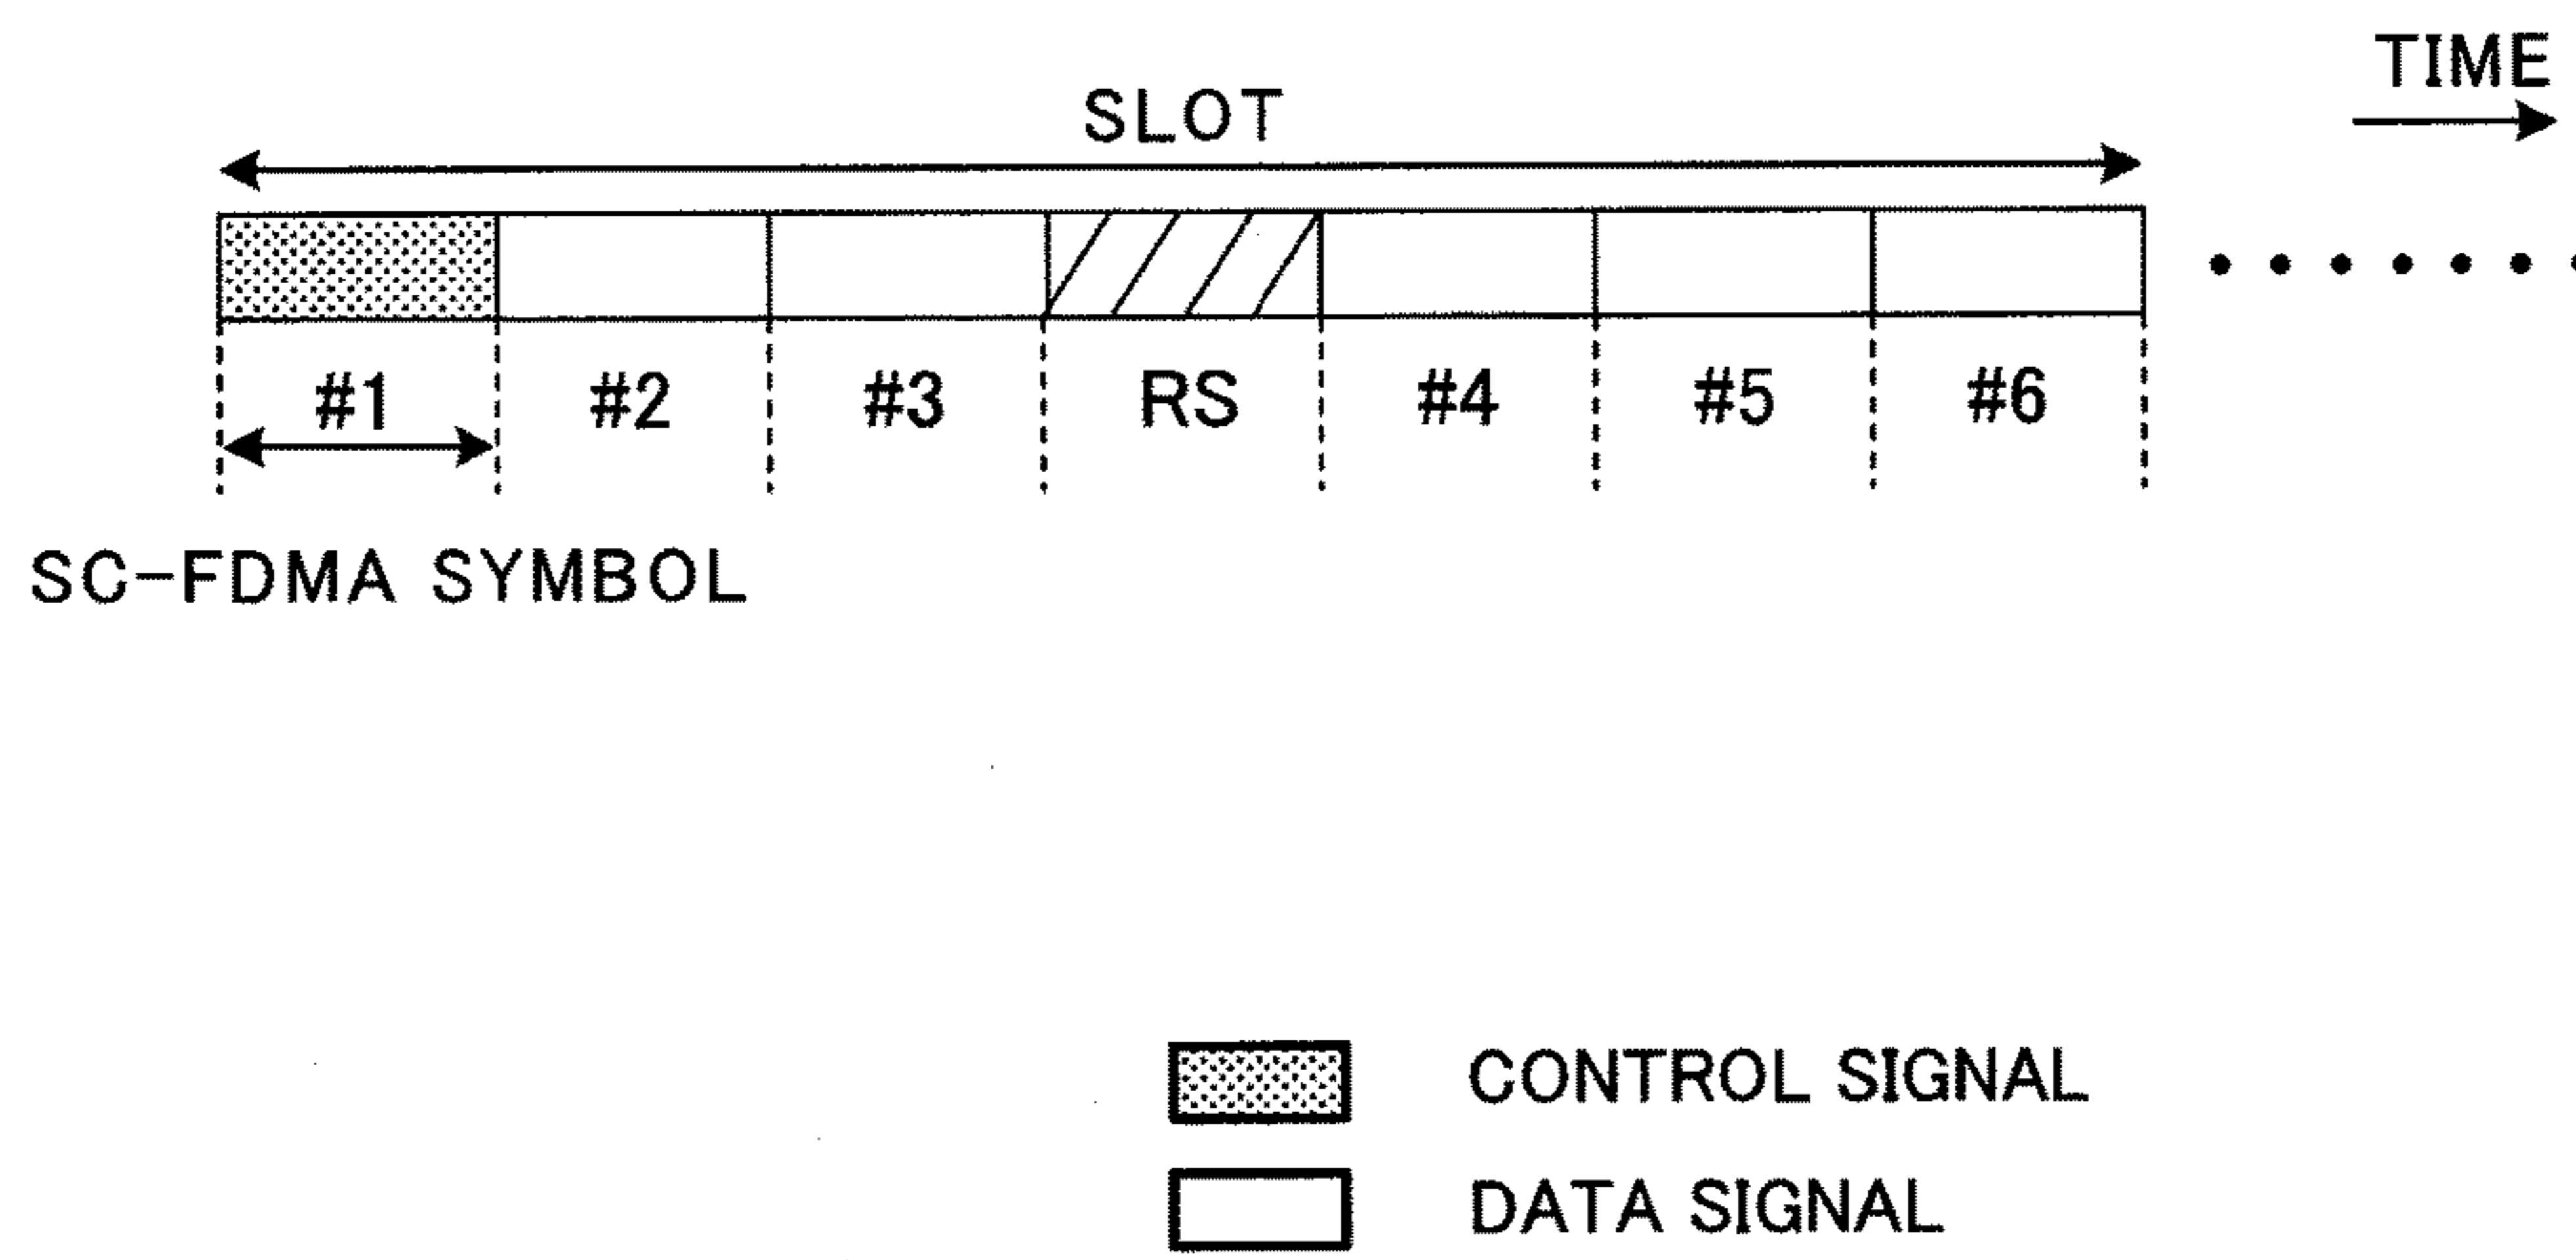 TIME
SLOT
#1 #2 #3 RS #4 #5 #6
SC-FDMA SYMBOL
CONTROL SIGNAL
DATA SIGNAL